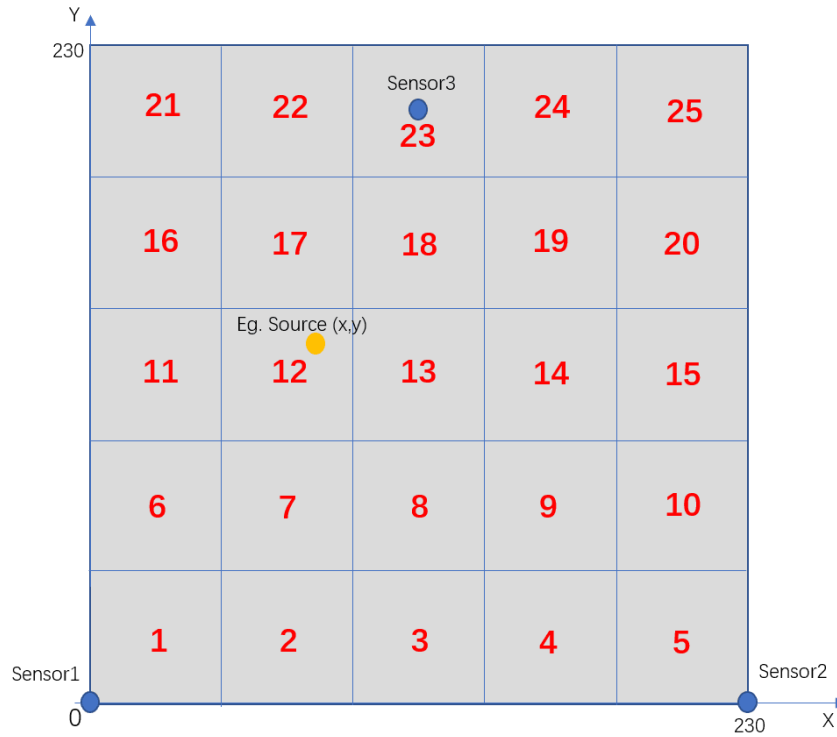 Y
230
Sensor3
21 22 23 24 25
16 17 18 19 20
Eg. Source (x,y)
11 12 13 14 15
6 7 8 9 10
1 2 3 4 5
Sensor1
Sensor2
0
230
X